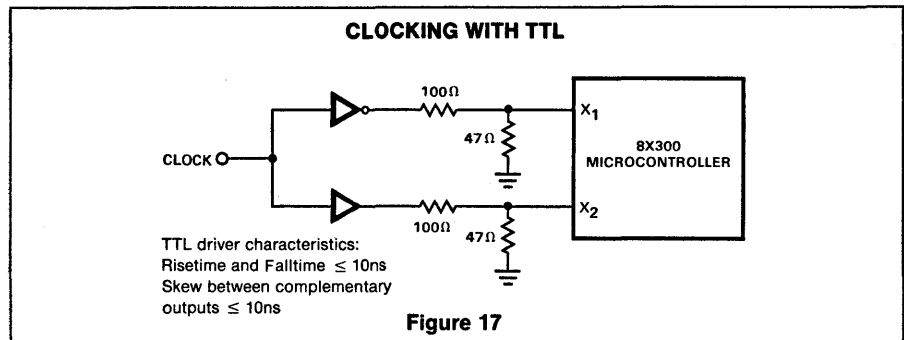 CLOCKING WITH TTL
100Ω
X1
47Ω
8X300
MICROCONTROLLER
CLOCK
X2
100Ω
47Ω
TTL driver characteristics:
Risetime and Falltime ≤ 10ns
Skew between complementary
outputs ≤ 10ns
Figure 17